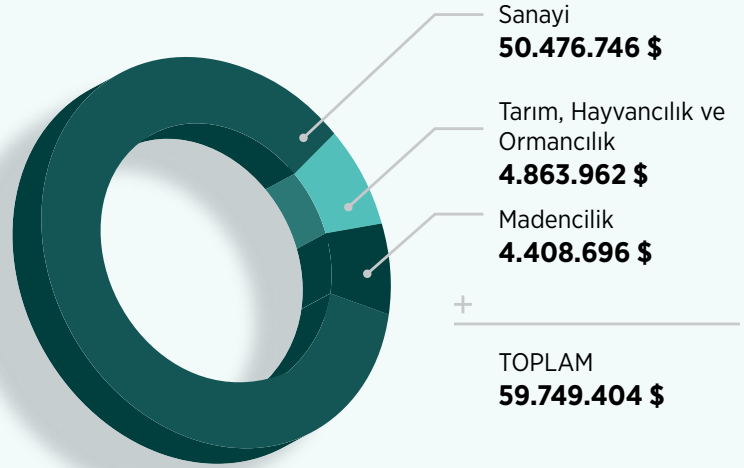 Sanayi
50.476.746 $
Tarım, Hayvancılık ve
Ormancılık
4.863.962 $
Madencilik
4.408.696 $
+
TOPLAM
59.749.404 $